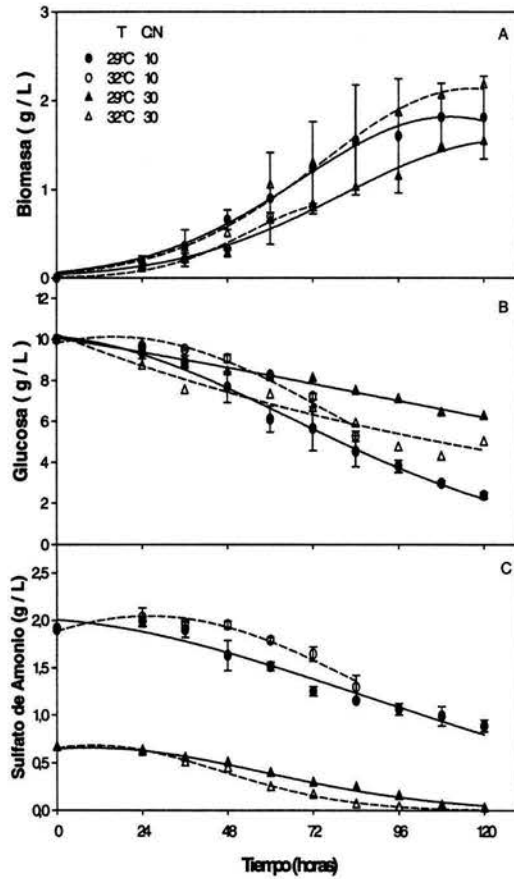 A
T C:N
29°C 10
32°C 10
29°C 30
32°C 30
Biomasa ( g / L )
3
2
1
0
B
Glucosa ( g / L )
12
10
8
6
4
2
0
C
Sulfato de Amonio (g / L)
2,5
2,0
1,5
1,0
0,5
0,0
0 24 48 72 96 120
Tiempo (horas)